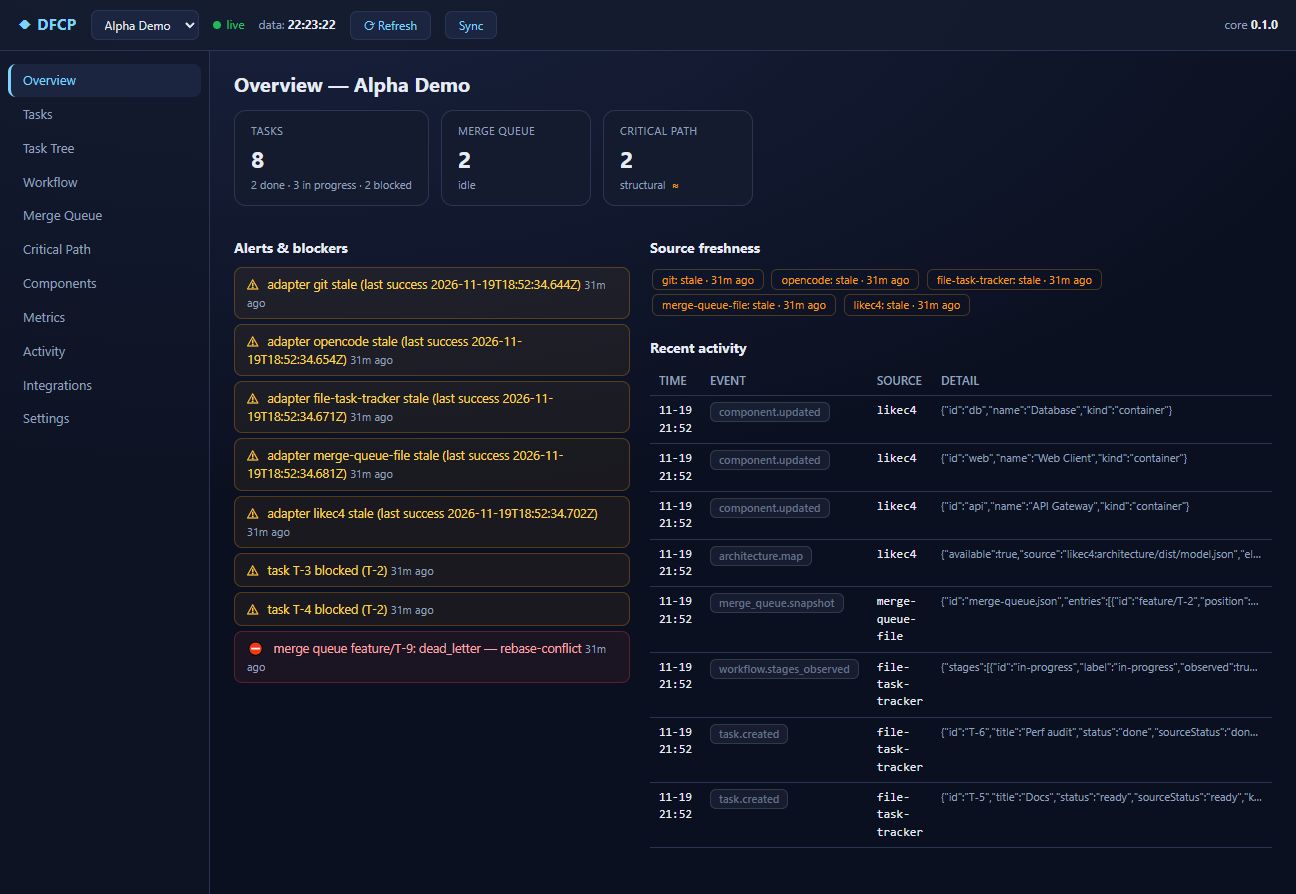 ◆ DFCP Alpha Demo ● live data: 22:23:22 ⟳ Refresh Sync core 0.1.0
Overview
Tasks
Task Tree
Workflow
Merge Queue
Critical Path
Components
Metrics
Activity
Integrations
Settings
Overview — Alpha Demo
TASKS
8
2 done · 3 in progress · 2 blocked
MERGE QUEUE
2
idle
CRITICAL PATH
2
structural ≈
Alerts & blockers
⚠ adapter git stale (last success 2026-11-19T18:52:34.644Z) 31m
ago
⚠ adapter opencode stale (last success 2026-11-
19T18:52:34.654Z) 31m ago
⚠ adapter file-task-tracker stale (last success 2026-11-
19T18:52:34.671Z) 31m ago
⚠ adapter merge-queue-file stale (last success 2026-11-
19T18:52:34.681Z) 31m ago
⚠ adapter likec4 stale (last success 2026-11-19T18:52:34.702Z)
31m ago
⚠ task T-3 blocked (T-2) 31m ago
⚠ task T-4 blocked (T-2) 31m ago
⛔ merge queue feature/T-9: dead_letter — rebase-conflict 31m
ago
Source freshness
git: stale · 31m ago opencode: stale · 31m ago file-task-tracker: stale · 31m ago
merge-queue-file: stale · 31m ago likec4: stale · 31m ago
Recent activity
TIME EVENT SOURCE DETAIL
11-19 component.updated likec4 {"id":"db","name":"Database","kind":"container"}
21:52
11-19 component.updated likec4 {"id":"web","name":"Web Client","kind":"container"}
21:52
11-19 component.updated likec4 {"id":"api","name":"API Gateway","kind":"container"}
21:52
11-19 architecture.map likec4 {"available":true,"source":"likec4:architecture/dist/model.json","el...
21:52
11-19 merge_queue.snapshot merge- {"id":"merge-queue.json","entries":[{"id":"feature/T-2","position":...
21:52 queue-
file
11-19 workflow.stages_observed file- {"stages":[{"id":"in-progress","label":"in-progress","observed":tru...
21:52 task-
tracker
11-19 task.created file- {"id":"T-6","title":"Perf audit","status":"done","sourceStatus":"don...
21:52 task-
tracker
11-19 task.created file- {"id":"T-5","title":"Docs","status":"ready","sourceStatus":"ready","k...
21:52 task-
tracker